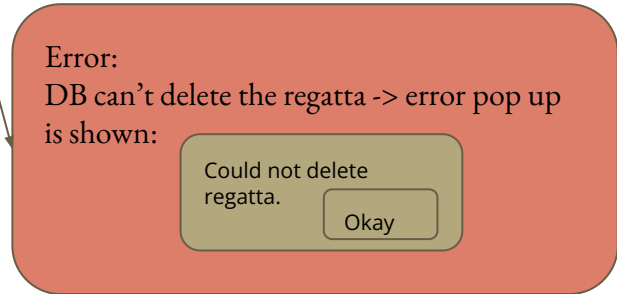 Error:
DB can’t delete the regatta -> error pop up
is shown:
Could not delete
regatta.
Okay